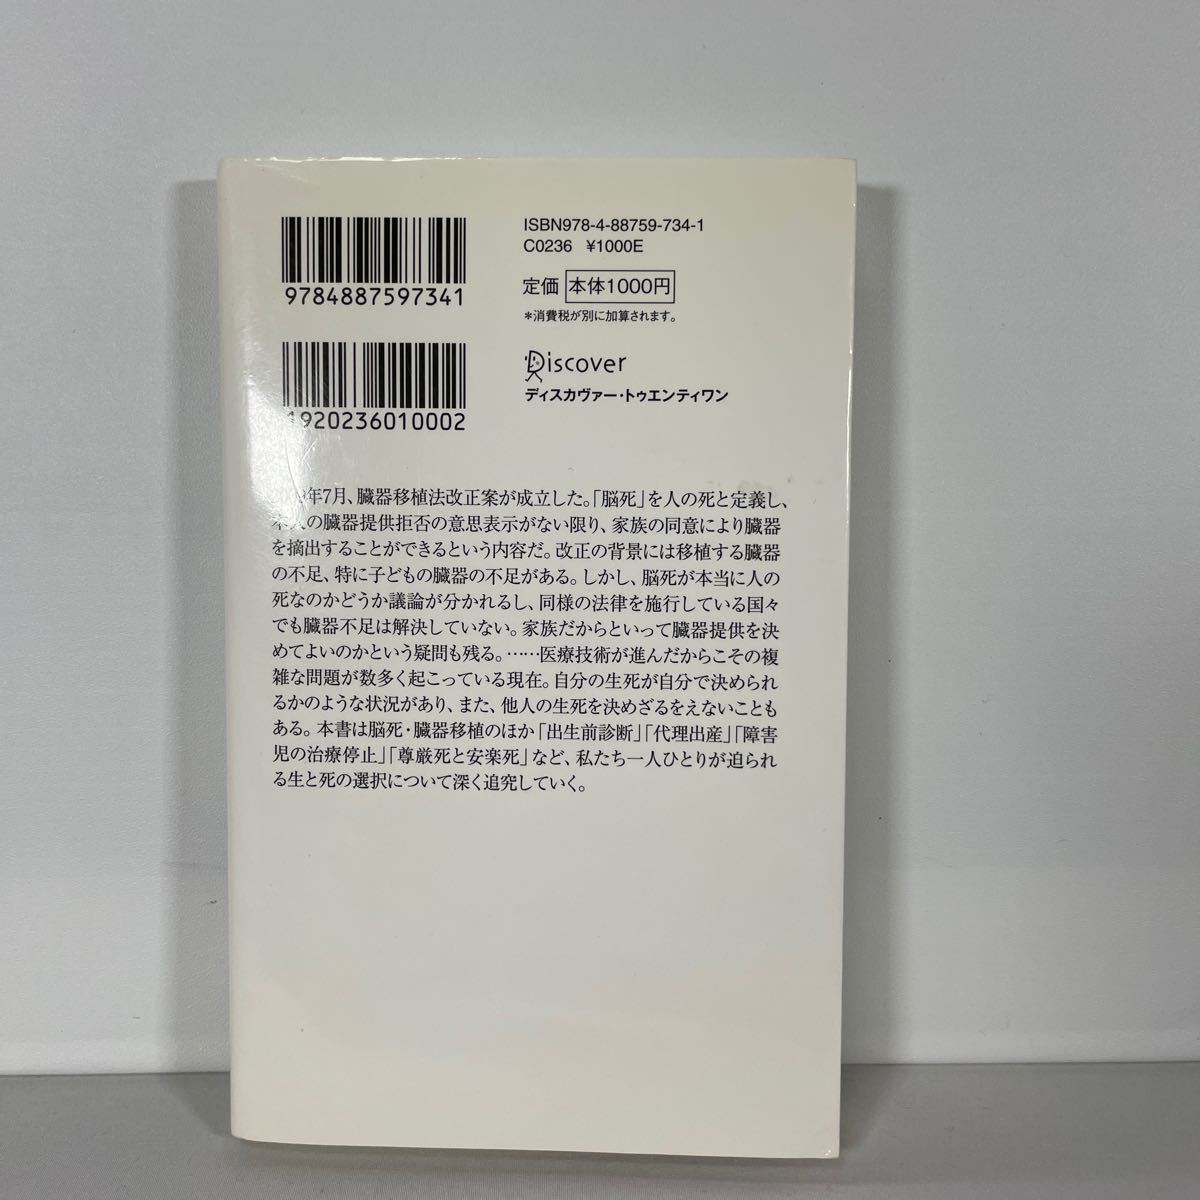 ISBN978-4-88759-734-1
C0236 ¥1000E
9784887597341
定価 本体1000円
*消費税が別に加算されます。
1920236010002
Discover
ディスカヴァー・トゥエンティワン
年7月、臓器移植法改正案が成立した。「脳死」を人の死と定義し、
本人の臓器提供拒否の意思表示がない限り、家族の同意により臓器
を摘出することができるという内容だ。改正の背景には移植する臓器
の不足、特に子どもの臓器の不足がある。しかし、脳死が本当に人の
死なのかどうか議論が分かれるし、同様の法律を施行している国々
でも臓器不足は解決していない。家族だからといって臓器提供を決
めてよいのかという疑問も残る。……医療技術が進んだからこその複
雑な問題が数多く起こっている現在。自分の生死が自分で決められ
るかのような状況があり、また、他人の生死を決めざるをえないことも
ある。本書は脳死・臓器移植のほか「出生前診断」「代理出産」「障害
児の治療停止」「尊厳死と安楽死」など、私たち一人ひとりが迫られ
る生と死の選択について深く追究していく。